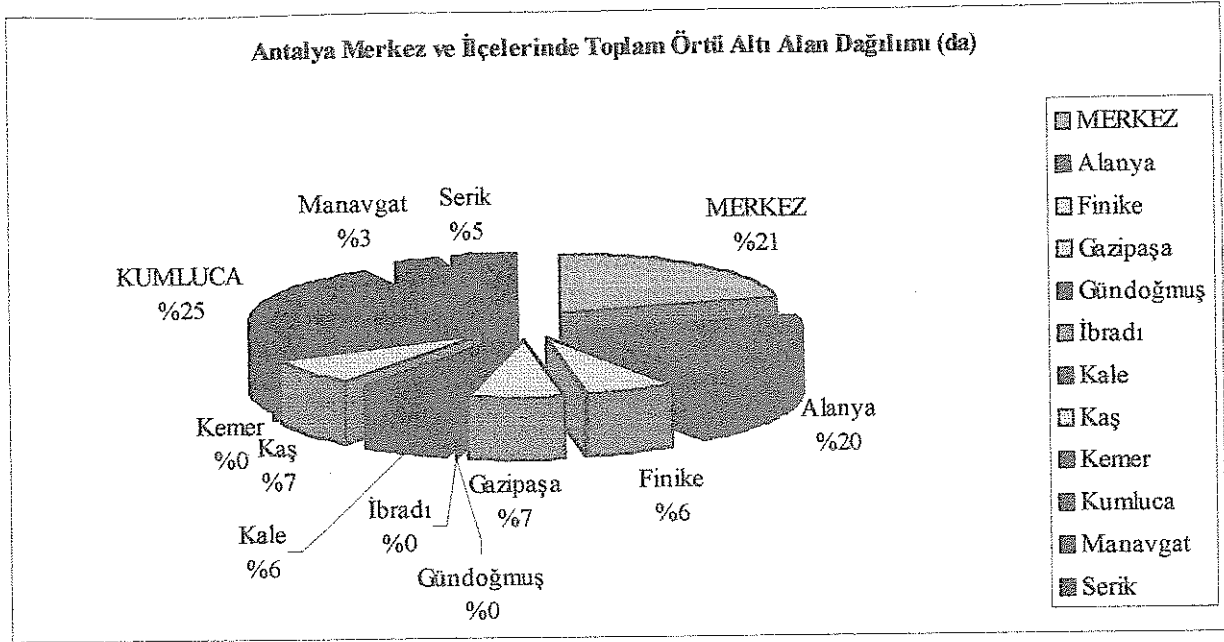 Antalya Merkez ve İlçelerinde Toplam Örtü Altı Alan Dağılımı (da)
MERKEZ
%21
Alanya
%20
Finike
%6
Gazipaşa
%7
Gündoğmuş
%0
İbradı
%0
Kale
%6
Kaş
%7
Kemer
%0
KUMLUCA
%25
Manavgat
%3
Serik
%5
MERKEZ
Alanya
Finike
Gazipaşa
Gündoğmuş
İbradı
Kale
Kaş
Kemer
Kumluca
Manavgat
Serik